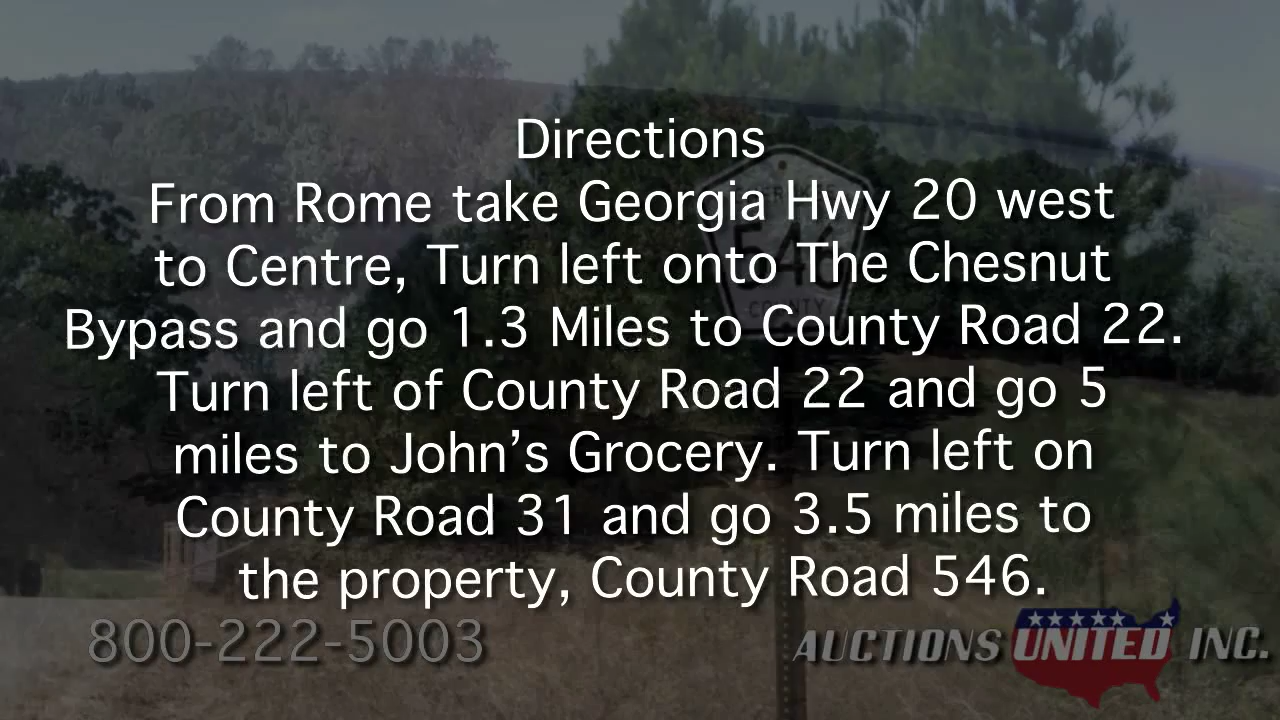 Directions
From Rome take Georgia Hwy 20 west
to Centre, Turn left onto The Chesnut
Bypass and go 1.3 Miles to County Road 22.
Turn left of County Road 22 and go 5
miles to John's Grocery. Turn left on
County Road 31 and go 3.5 miles to
the property, County Road 546.
800-222-5003
AUCTIONS UNITED INC.
546
COUNTY